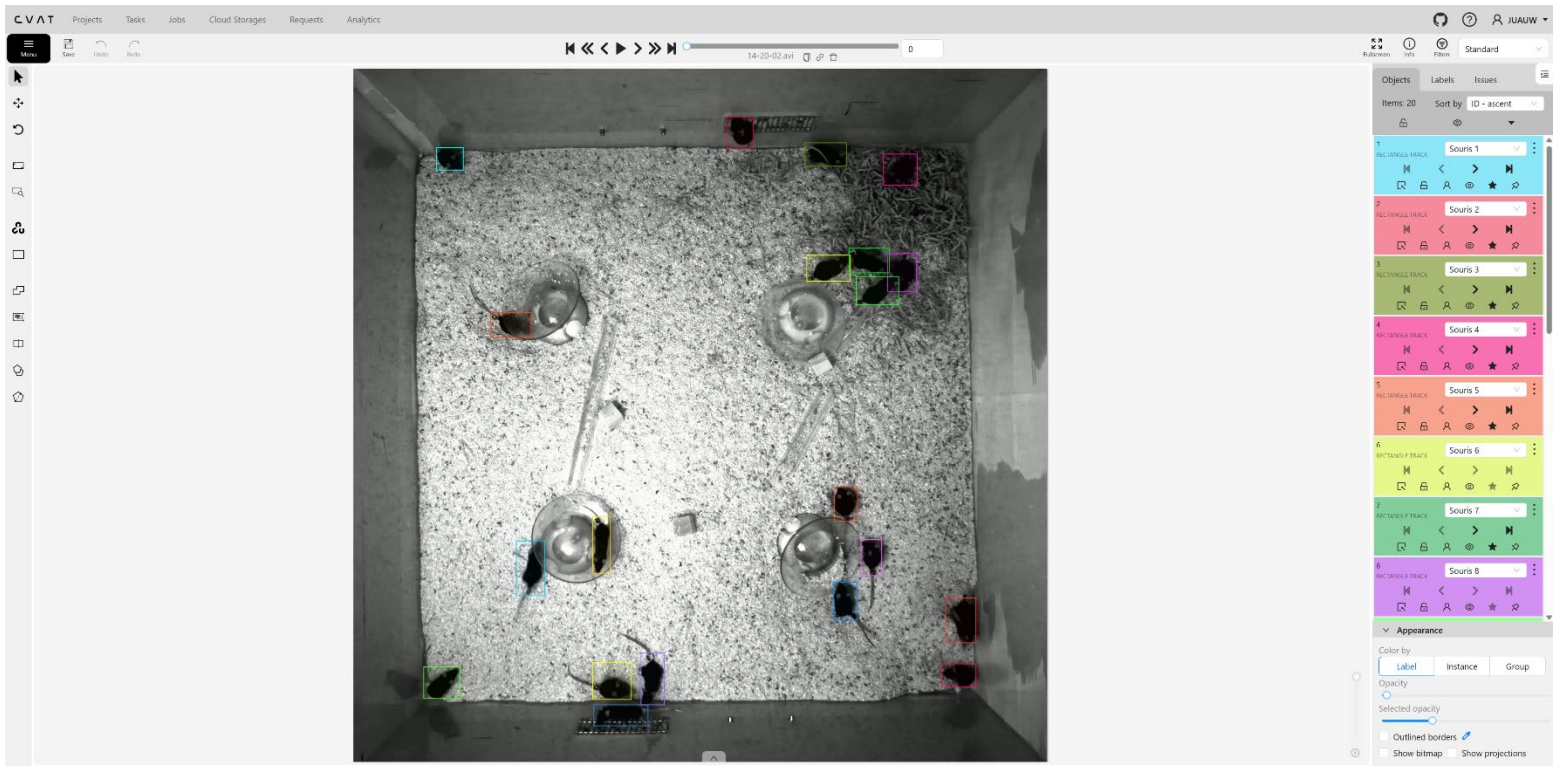 CVAT Projects Tasks Jobs Cloud Storages Requests Analytics JUAUW
Menu Save Undo Redo 14-20-02.avi 0 Fullscreen Info Filters Standard
Objects Labels Issues
Items: 20 Sort by ID - ascent
1 Souris 1
RECTANGLE TRACK
2 Souris 2
RECTANGLE TRACK
3 Souris 3
RECTANGLE TRACK
4 Souris 4
RECTANGLE TRACK
5 Souris 5
RECTANGLE TRACK
6 Souris 6
RECTANGLE TRACK
7 Souris 7
RECTANGLE TRACK
8 Souris 8
RECTANGLE TRACK
Appearance
Color by
Label Instance Group
Opacity
Selected opacity
Outlined borders
Show bitmap Show projections